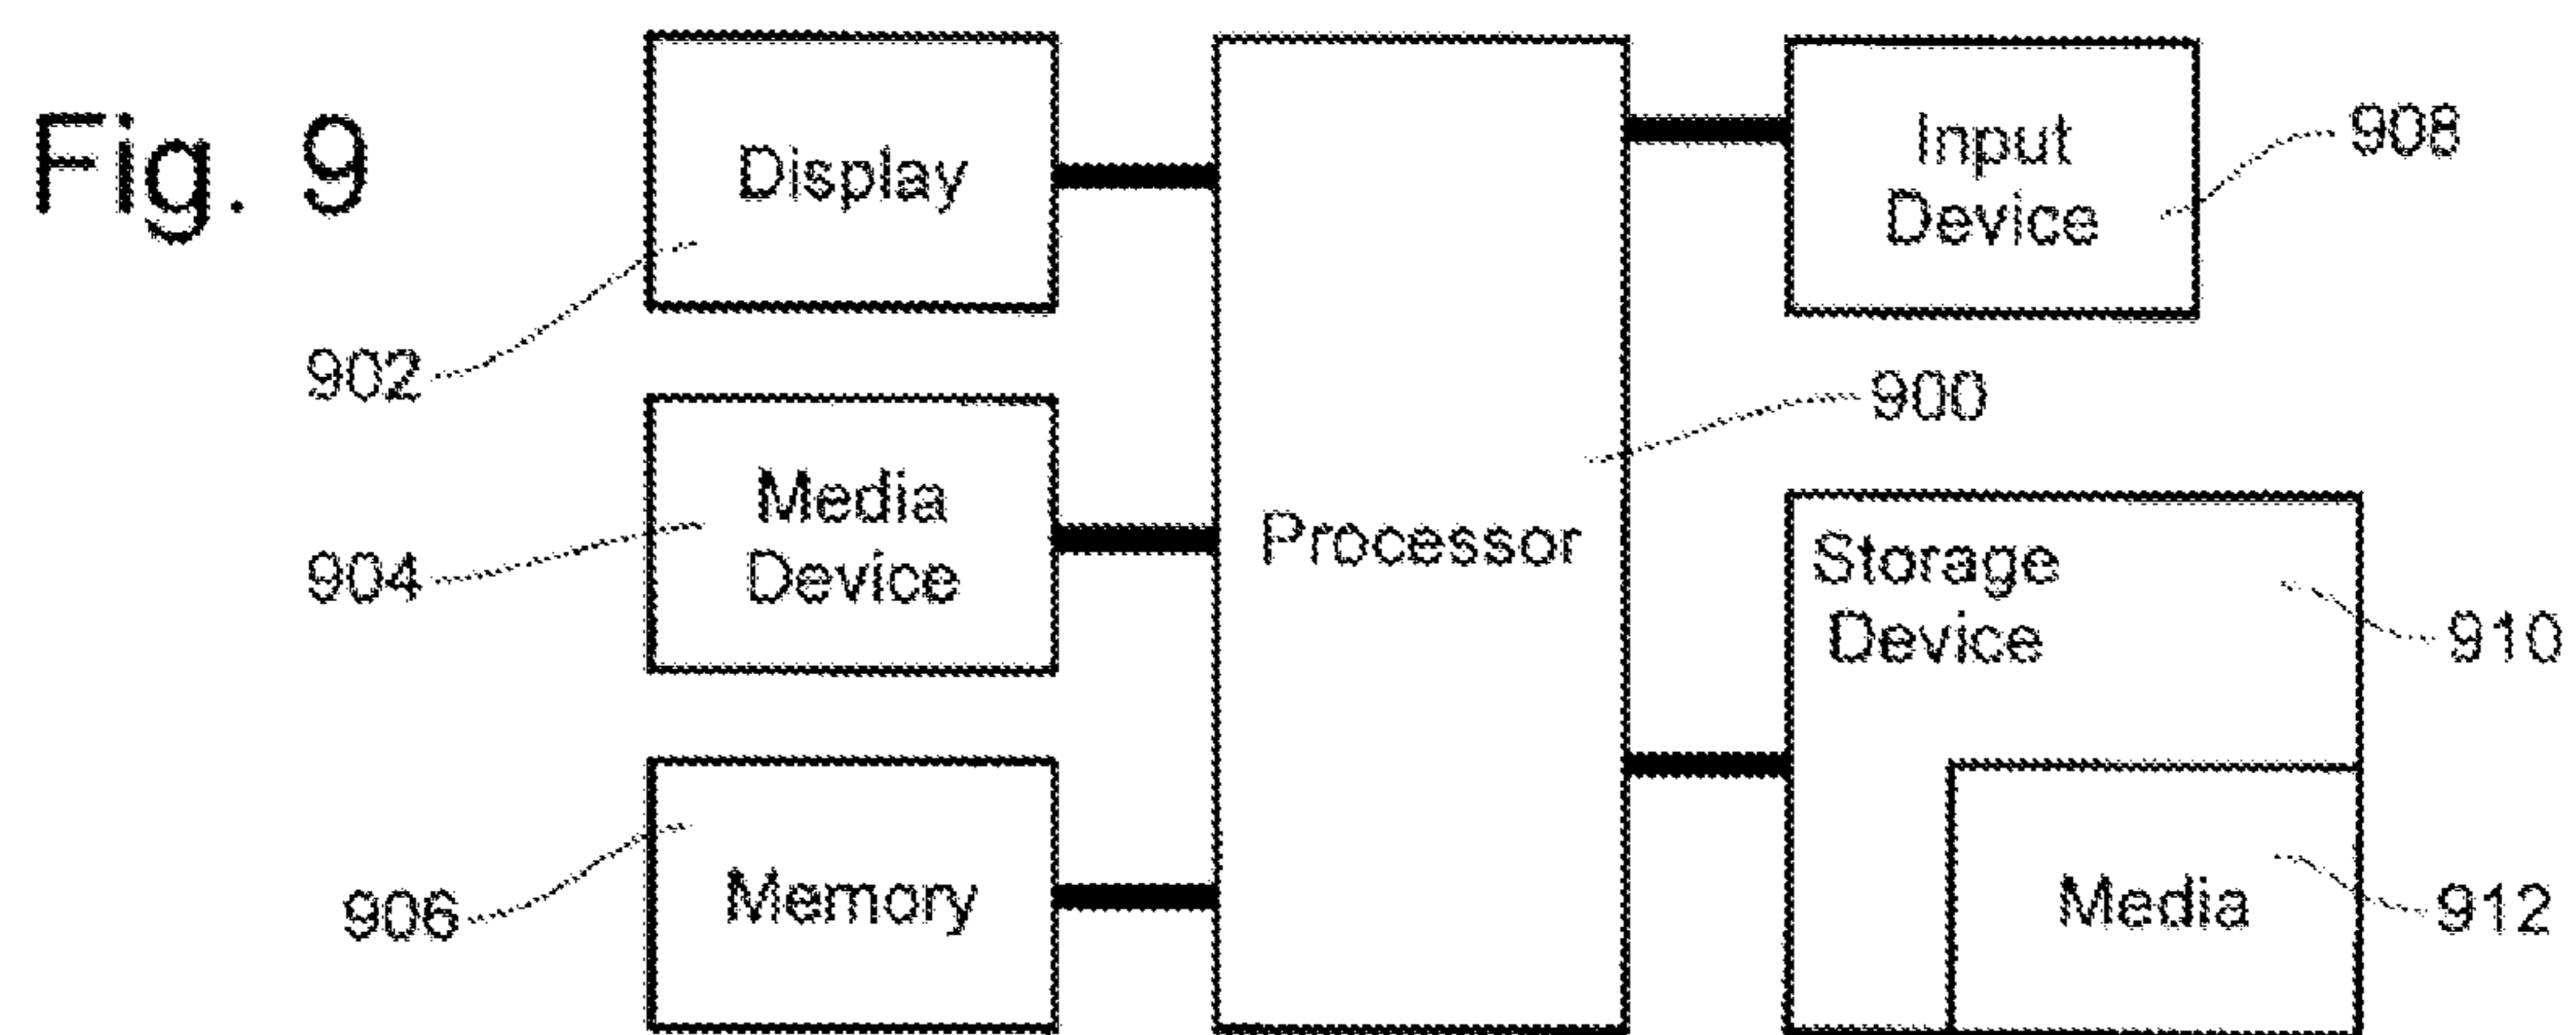 Fig. 9
Display
902
Media
Device
904
Memory
906
Processor
900
Input
Device
908
Storage
Device
910
Media
912